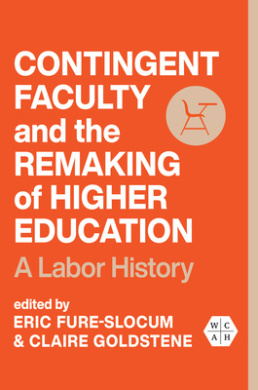 CONTINGENT
FACULTY
and the
REMAKING
of HIGHER
EDUCATION
A Labor History
edited by
ERIC FURE-SLOCUM
& CLAIRE GOLDSTENE
W C
A H